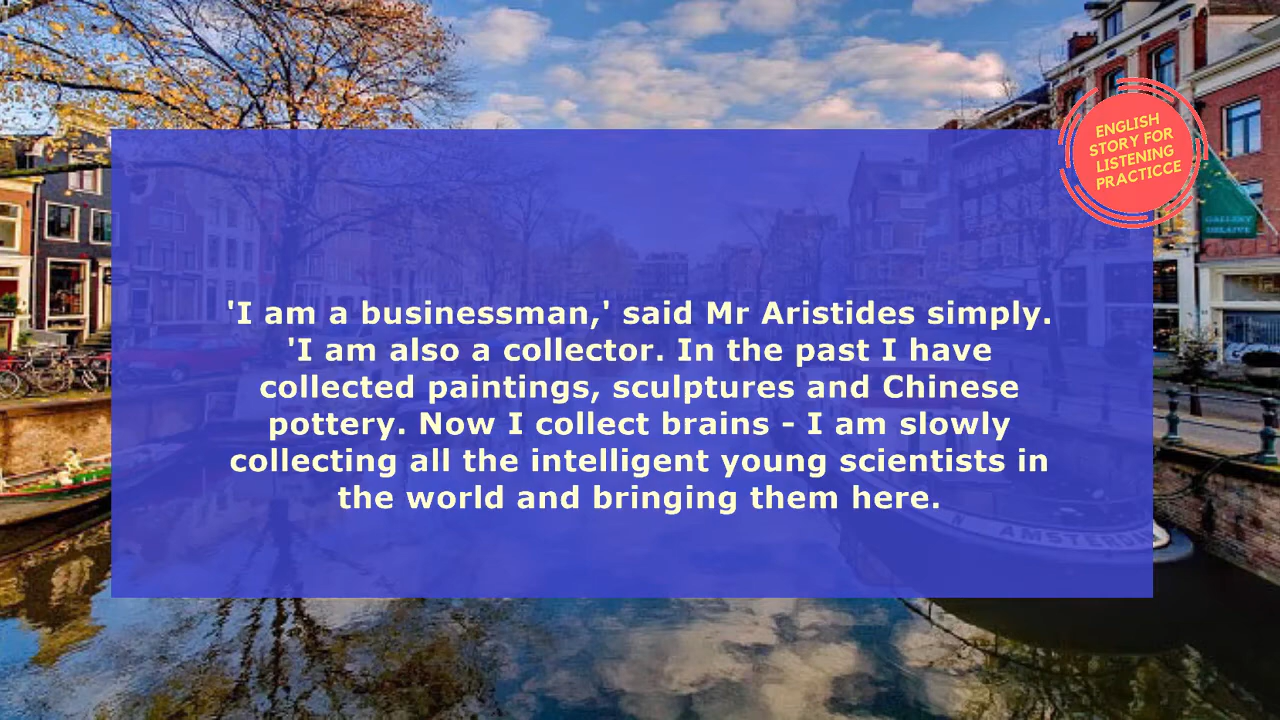 ENGLISH
STORY FOR
LISTENING
PRACTICCE
GALLERY
'I am a businessman,' said Mr Aristides simply.
'I am also a collector. In the past I have
collected paintings, sculptures and Chinese
pottery. Now I collect brains - I am slowly
collecting all the intelligent young scientists in
the world and bringing them here.
AMSTERDAM